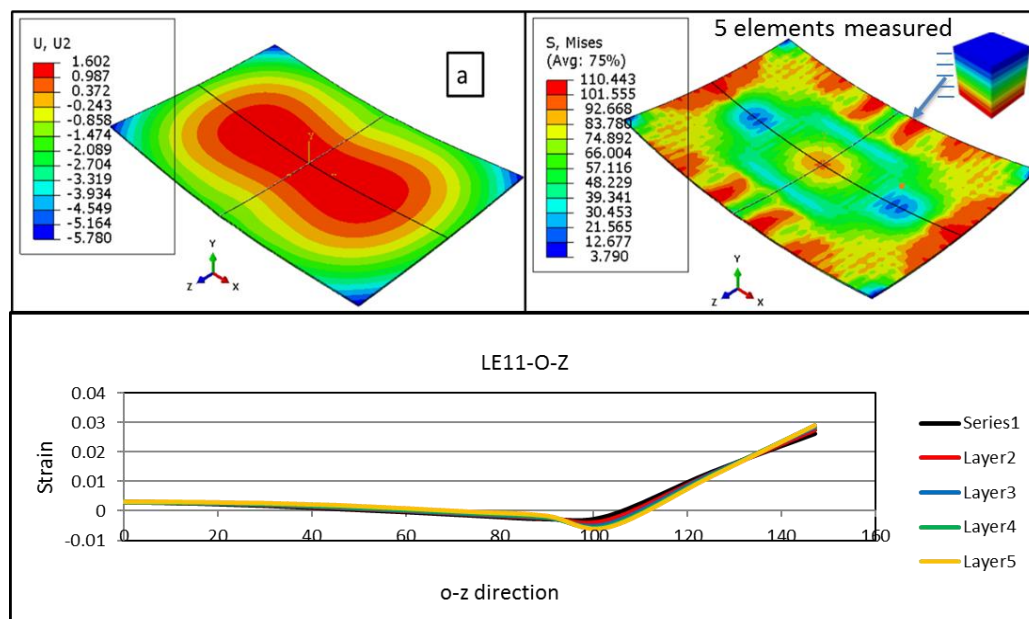 U, U2
1.602
0.987
0.372
-0.243
-0.858
-1.474
-2.089
-2.704
-3.319
-3.934
-4.549
-5.164
-5.780
a
Y
Y
Z
X
5 elements measured
S, Mises
(Avg: 75%)
110.443
101.555
92.668
83.780
74.892
66.004
57.116
48.229
39.341
30.453
21.565
12.677
3.790
Y
Z
X
LE11-O-Z
Strain
0.04
0.03
0.02
0.01
0
-0.01
0
20
40
60
80
100
120
140
160
o-z direction
Series1
Layer2
Layer3
Layer4
Layer5